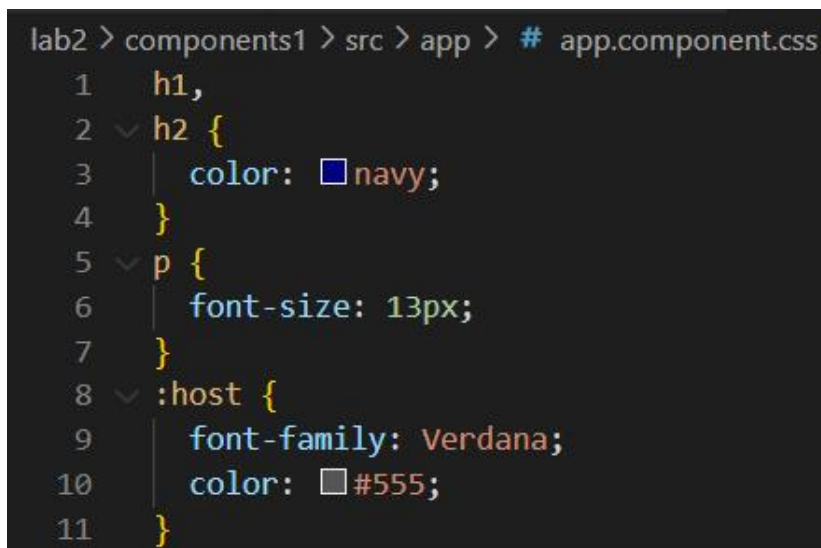 lab2 > components1 > src > app > # app.component.css
1 h1,
2 h2 {
3 color: navy;
4 }
5 p {
6 font-size: 13px;
7 }
8 :host {
9 font-family: Verdana;
10 color: #555;
11 }